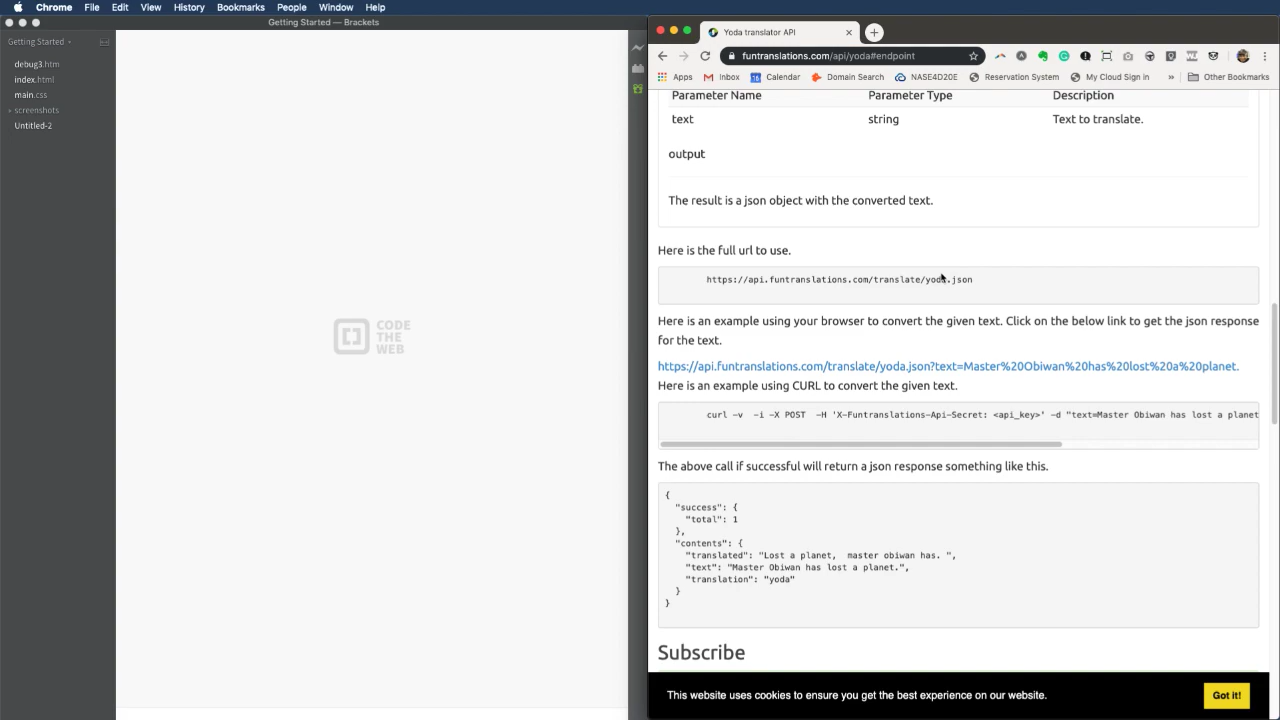 Chrome File Edit View History Bookmarks People Window Help
Getting Started — Brackets
Getting Started
debug3.htm
index.html
main.css
screenshots
Untitled-2
CODE
THE
WEB
Yoda translator API
funtranslations.com/api/yoda#endpoint
Apps Inbox 16 Calendar Domain Search NASE4D20E Reservation System My Cloud Sign in » Other Bookmarks
Parameter Name Parameter Type Description
text string Text to translate.
output
The result is a json object with the converted text.
Here is the full url to use.
https://api.funtranslations.com/translate/yoda.json
Here is an example using your browser to convert the given text. Click on the below link to get the json response
for the text.
https://api.funtranslations.com/translate/yoda.json?text=Master%20Obiwan%20has%20lost%20a%20planet.
Here is an example using CURL to convert the given text.
curl -v -i -X POST -H 'X-Funtranslations-Api-Secret: <api_key>' -d "text=Master Obiwan has lost a planet
The above call if successful will return a json response something like this.
{
"success": {
"total": 1
},
"contents": {
"translated": "Lost a planet, master obiwan has. ",
"text": "Master Obiwan has lost a planet.",
"translation": "yoda"
}
}
Subscribe
This website uses cookies to ensure you get the best experience on our website.
Got it!